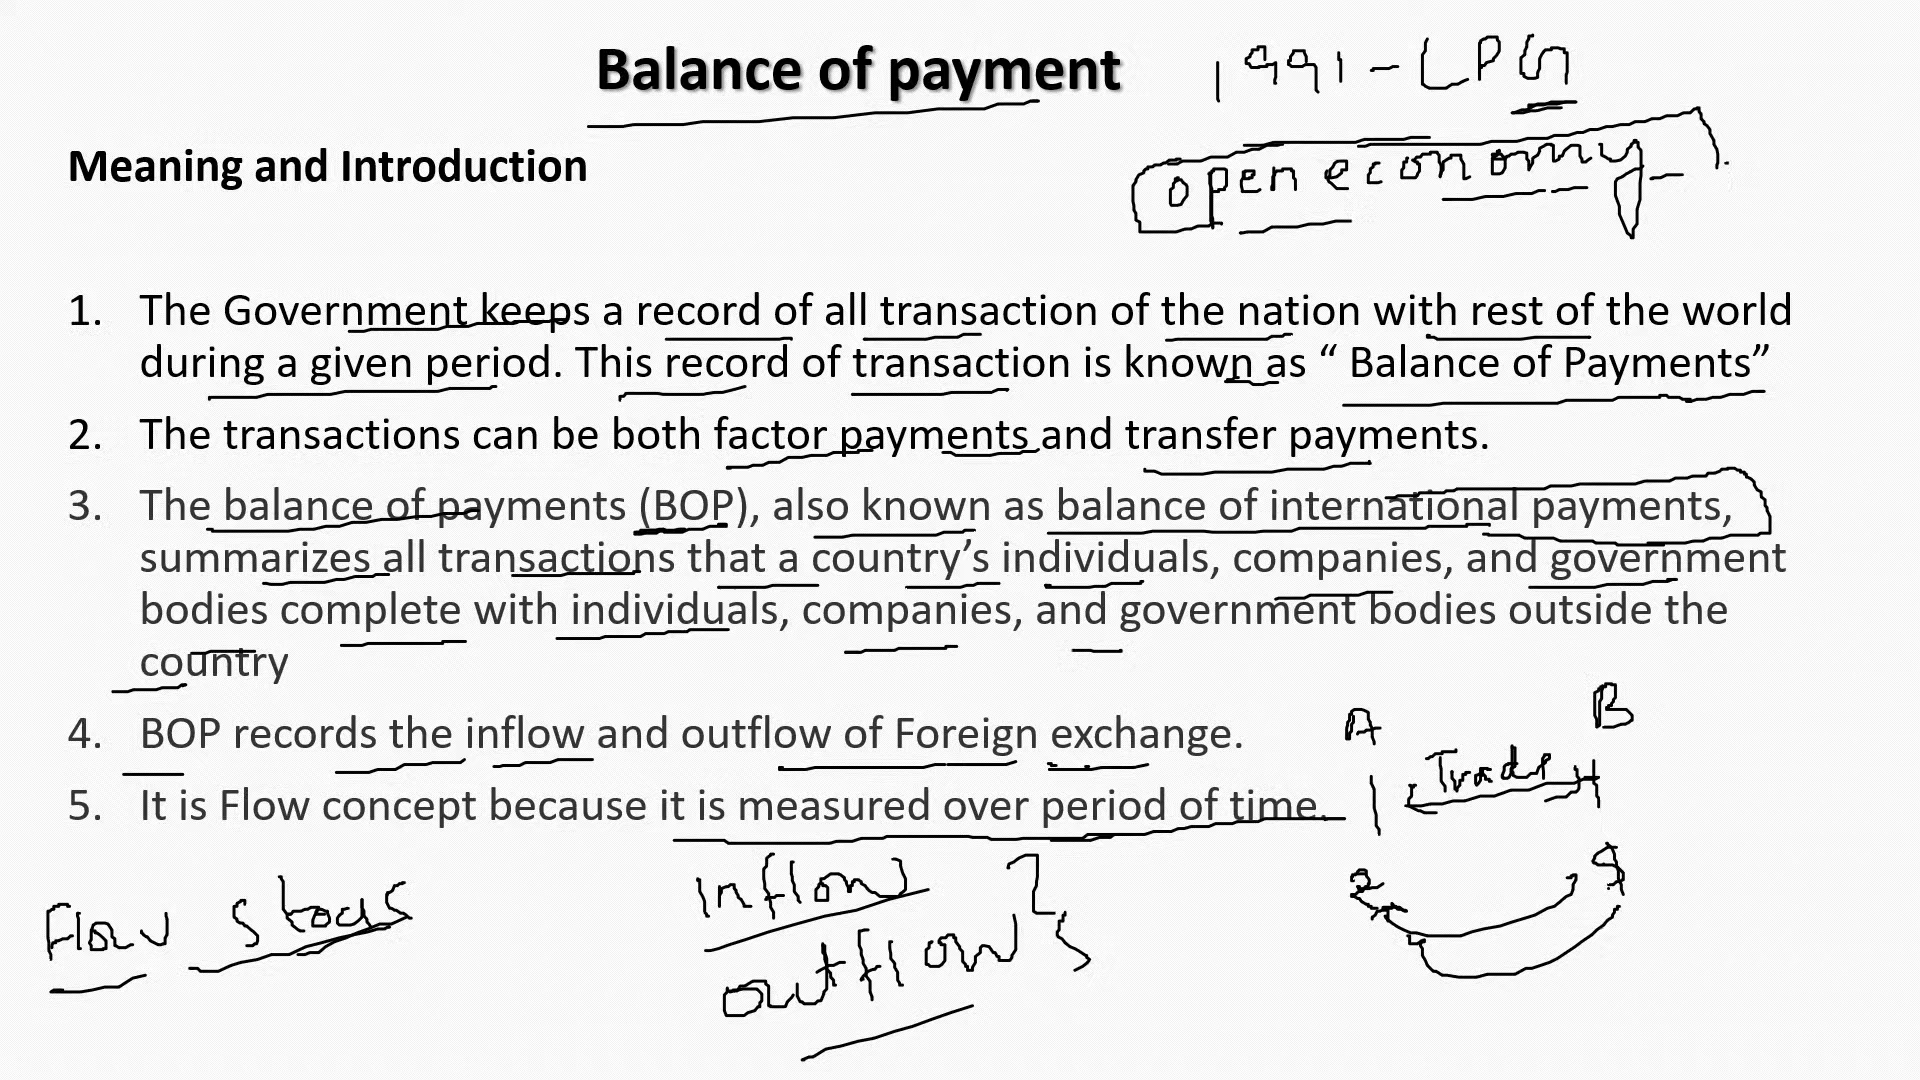 Balance of payment
1991 - LPG
Meaning and Introduction
open economy
1. The Government keeps a record of all transaction of the nation with rest of the world
during a given period. This record of transaction is known as “ Balance of Payments”
2. The transactions can be both factor payments and transfer payments.
3. The balance of payments (BOP), also known as balance of international payments,
summarizes all transactions that a country’s individuals, companies, and government
bodies complete with individuals, companies, and government bodies outside the
country
4. BOP records the inflow and outflow of Foreign exchange.
A B
Trade
5. It is Flow concept because it is measured over period of time.
Flow
Inflow
outflow